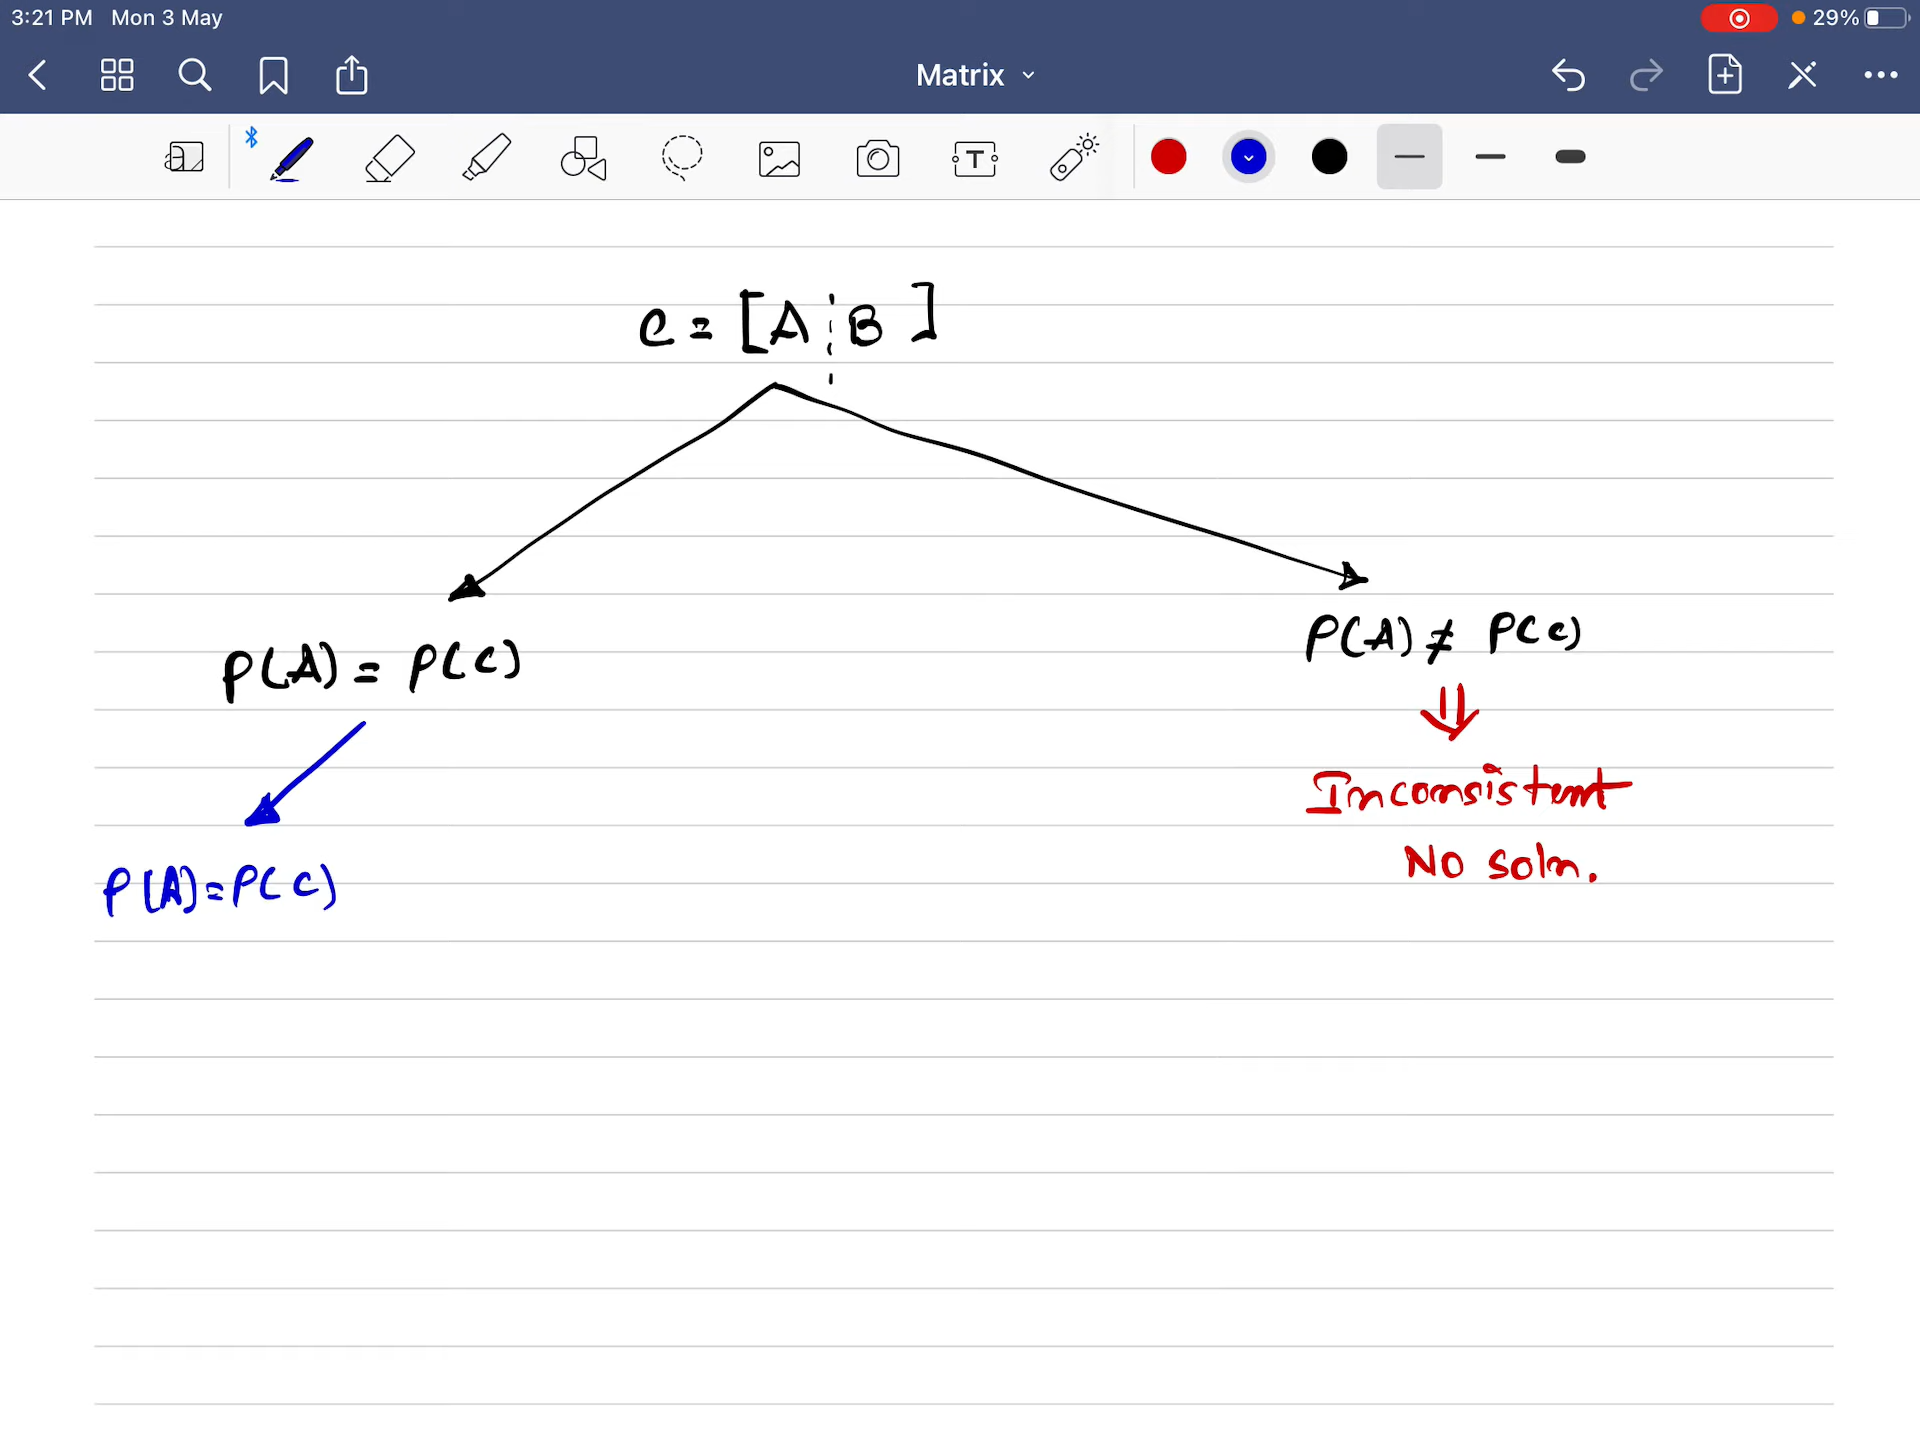 3:21 PM Mon 3 May 29%
Matrix
T
C = [A ¦ B ]
ρ(A) = ρ(C)
ρ(A) ≠ ρ(C)
⇓
Inconsistent
No soln.
ρ(A)=ρ(C)